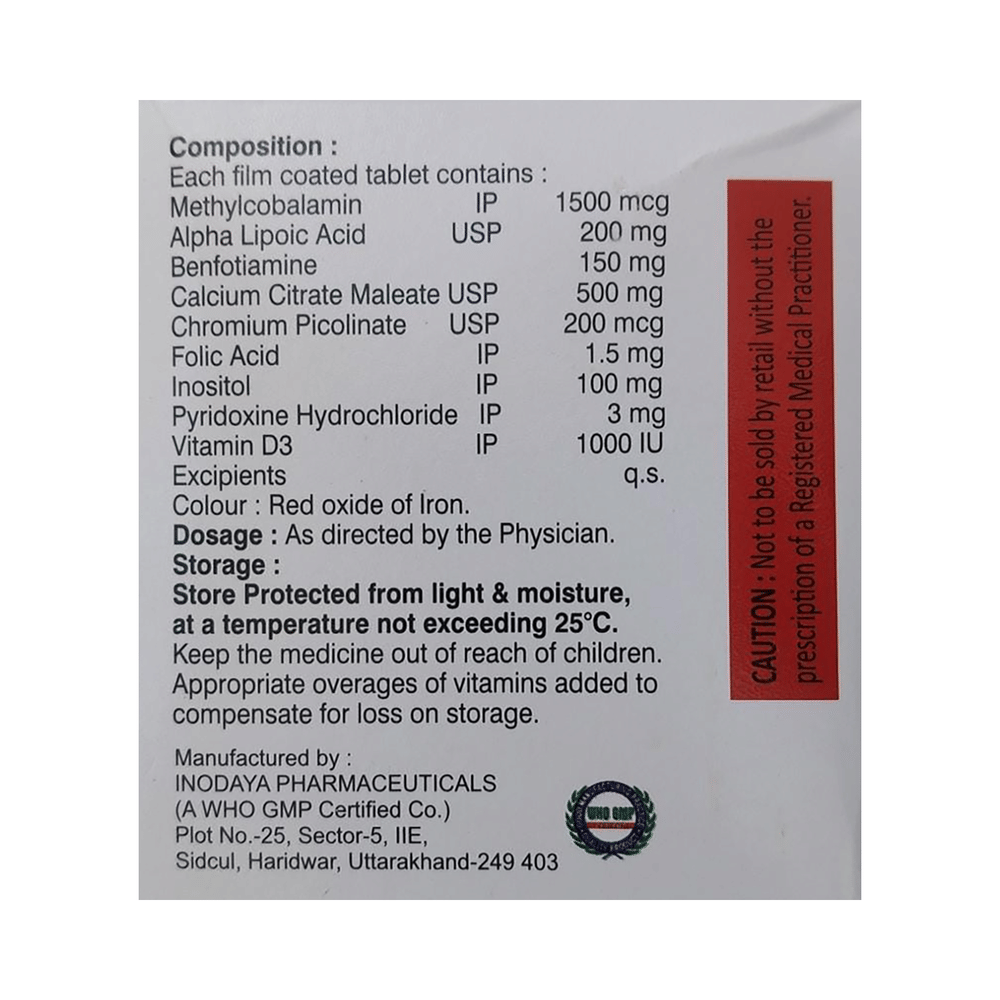 Composition :
Each film coated tablet contains :
Methylcobalamin IP 1500 mcg
Alpha Lipoic Acid USP 200 mg
Benfotiamine 150 mg
Calcium Citrate Maleate USP 500 mg
Chromium Picolinate USP 200 mcg
Folic Acid IP 1.5 mg
Inositol IP 100 mg
Pyridoxine Hydrochloride IP 3 mg
Vitamin D3 IP 1000 IU
Excipients q.s.
Colour : Red oxide of Iron.
Dosage : As directed by the Physician.
Storage :
Store Protected from light & moisture,
at a temperature not exceeding 25°C.
Keep the medicine out of reach of children.
Appropriate overages of vitamins added to
compensate for loss on storage.
Manufactured by :
INODAYA PHARMACEUTICALS
(A WHO GMP Certified Co.)
Plot No.-25, Sector-5, IIE,
Sidcul, Haridwar, Uttarakhand-249 403
WHO GMP
CAUTION : Not to be sold by retail without the
prescription of a Registered Medical Practitioner.